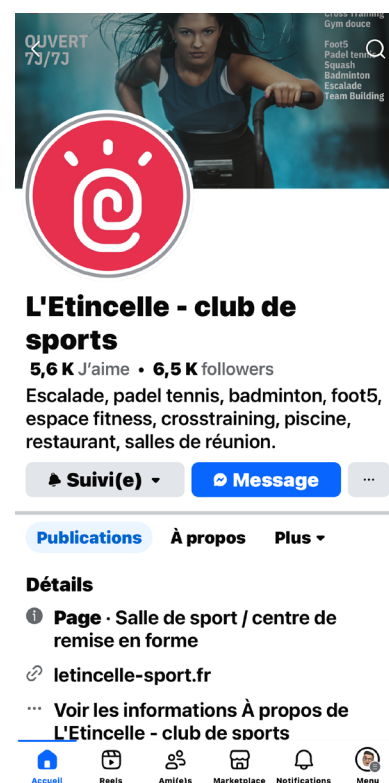 Cross Training
Gym douce
OUVERT
7J/7J
Foot5
Padel tennis
Squash
Badminton
Escalade
Team Building
L'Etincelle - club de
sports
5,6 K J’aime • 6,5 K followers
Escalade, padel tennis, badminton, foot5,
espace fitness, crosstraining, piscine,
restaurant, salles de réunion.
Suivi(e) Message ...
Publications À propos Plus
Détails
Page · Salle de sport / centre de
remise en forme
letincelle-sport.fr
Voir les informations À propos de
L'Etincelle - club de sports
Accueil Reels Ami(e)s Marketplace Notifications Menu